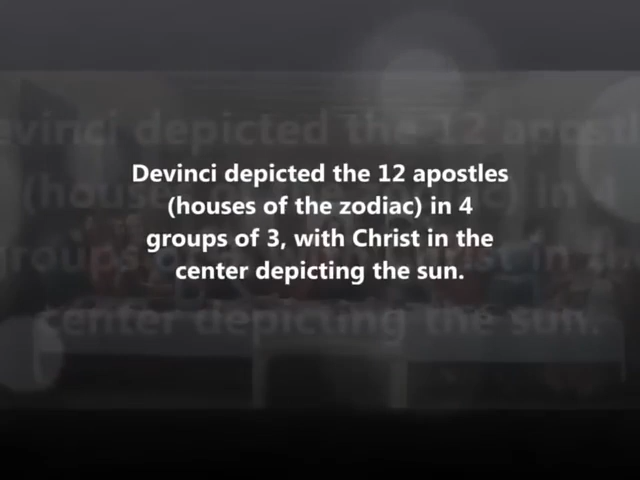 Devinci depicted the 12 apostles
(houses of the zodiac) in 4
groups of 3, with Christ in the
center depicting the sun.